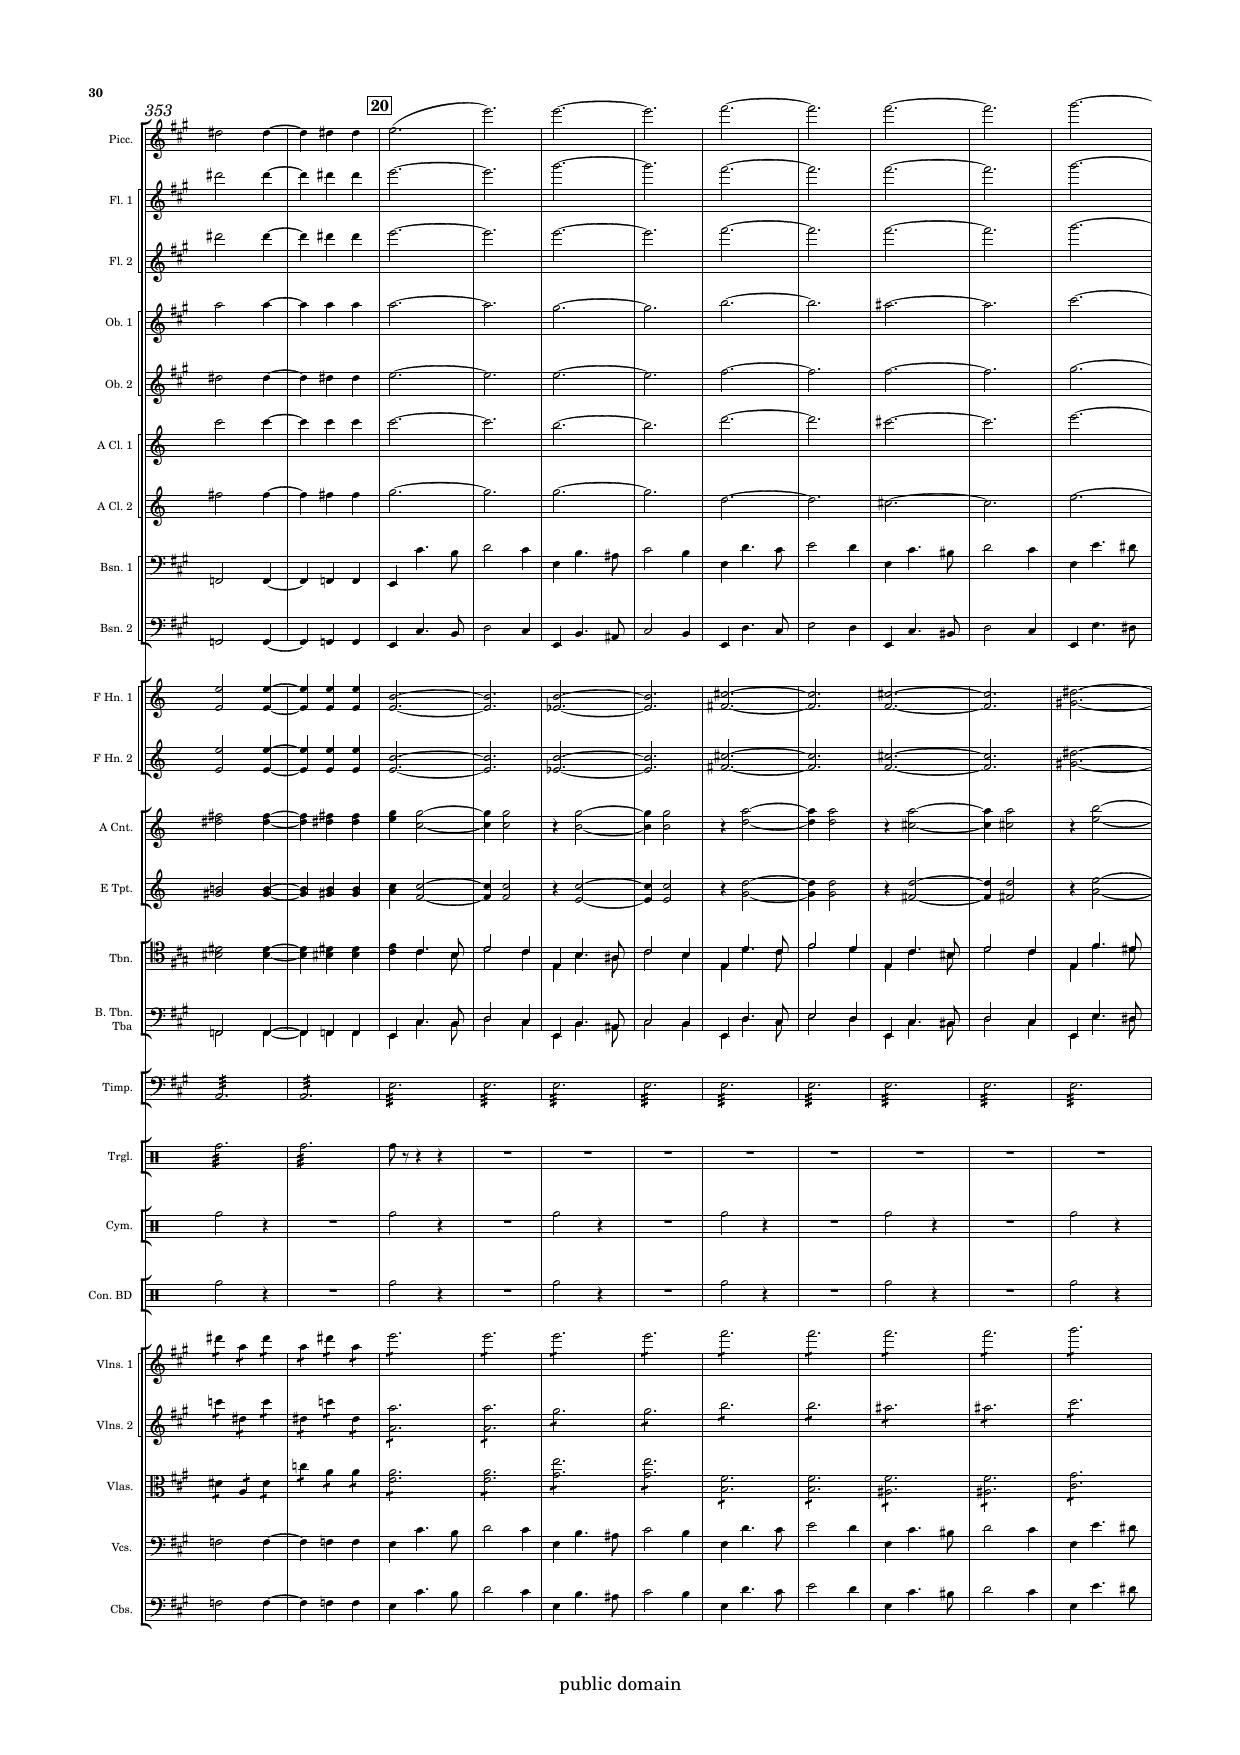 30
353
20
Picc.
Fl. 1
Fl. 2
Ob. 1
Ob. 2
A Cl. 1
A Cl. 2
Bsn. 1
Bsn. 2
F Hn. 1
F Hn. 2
A Cnt.
E Tpt.
Tbn.
B. Tbn.
Tba
Timp.
Trgl.
Cym.
Con. BD
Vlns. 1
Vlns. 2
Vlas.
Vcs.
Cbs.
public domain